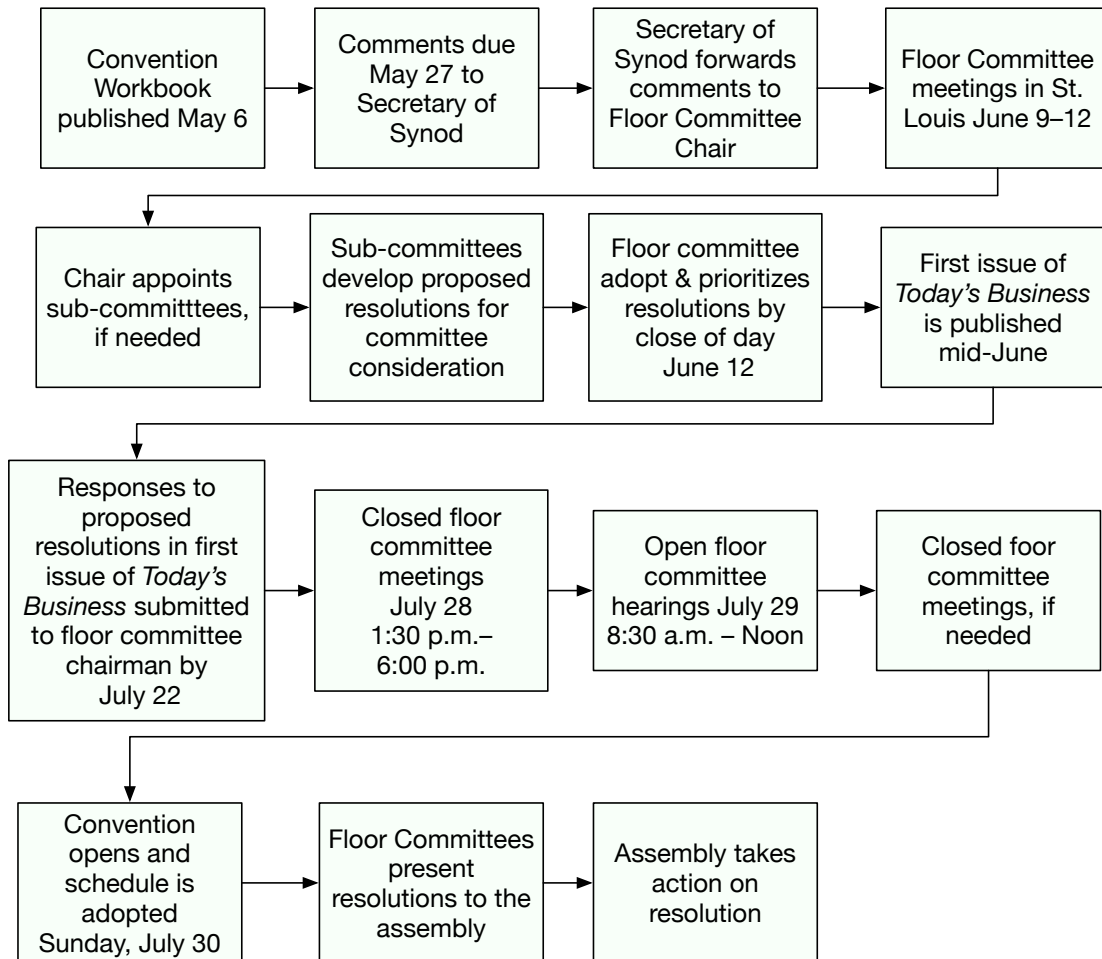 Convention
Workbook
published May 6
Comments due
May 27 to
Secretary of
Synod
Secretary of
Synod forwards
comments to
Floor Committee
Chair
Floor Committee
meetings in St.
Louis June 9–12
Chair appoints
sub-committtees,
if needed
Sub-committees
develop proposed
resolutions for
committee
consideration
Floor committee
adopt & prioritizes
resolutions by
close of day
June 12
First issue of
Today's Business
is published
mid-June
Responses to
proposed
resolutions in first
issue of Today's
Business submitted
to floor committee
chairman by
July 22
Closed floor
committee
meetings
July 28
1:30 p.m.–
6:00 p.m.
Open floor
committee
hearings July 29
8:30 a.m. – Noon
Closed foor
committee
meetings, if
needed
Convention
opens and
schedule is
adopted
Sunday, July 30
Floor Committees
present
resolutions to the
assembly
Assembly takes
action on
resolution